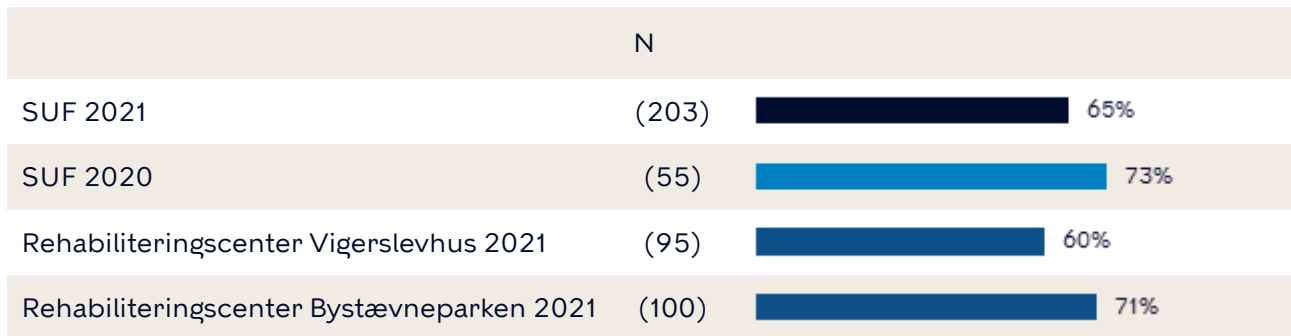 N
SUF 2021 (203) 65%
SUF 2020 (55) 73%
Rehabiliteringscenter Vigerslevhus 2021 (95) 60%
Rehabiliteringscenter Bystævneparken 2021 (100) 71%